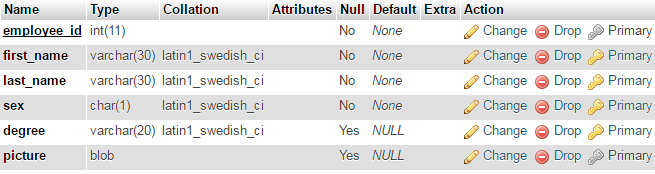 Name Type Collation Attributes Null Default Extra Action
employee_id int(11) No None Change Drop Primary
first_name varchar(30) latin1_swedish_ci No None Change Drop Primary
last_name varchar(30) latin1_swedish_ci No None Change Drop Primary
sex char(1) latin1_swedish_ci No None Change Drop Primary
degree varchar(20) latin1_swedish_ci Yes NULL Change Drop Primary
picture blob Yes NULL Change Drop Primary